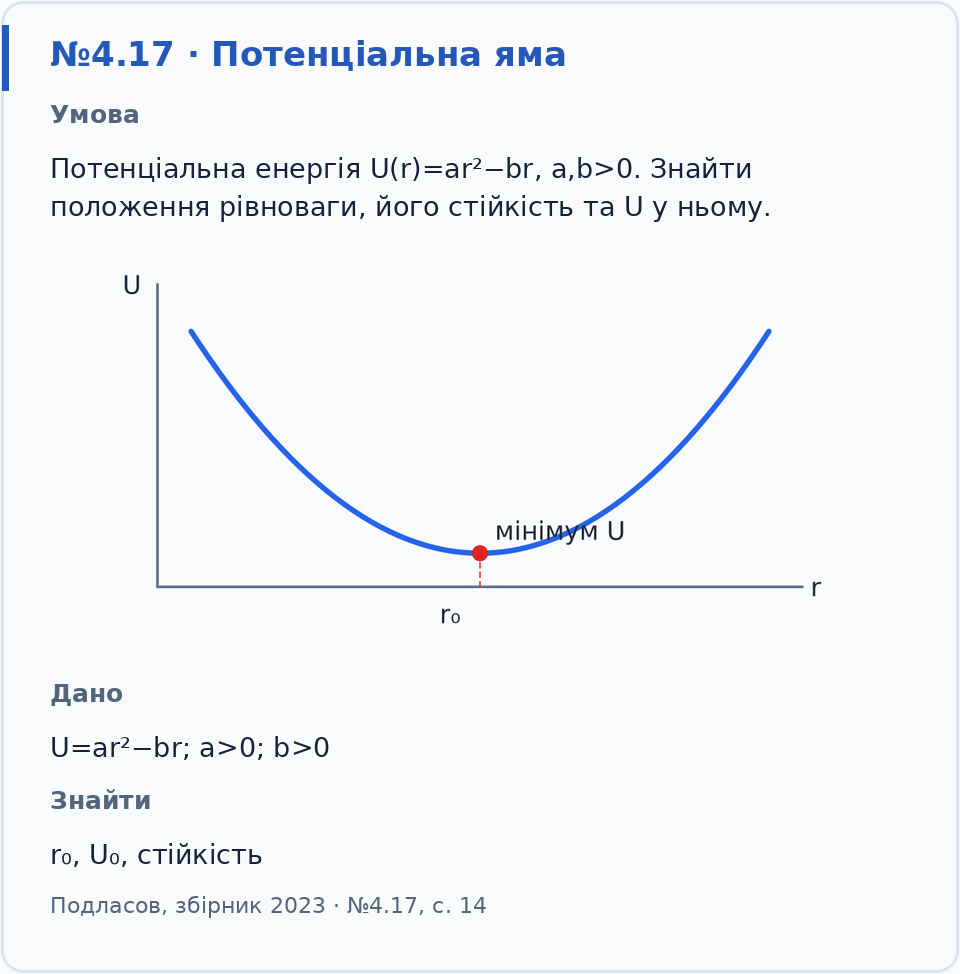 №4.17 · Потенціальна яма
Умова
Потенціальна енергія U(r)=ar²−br, a,b>0. Знайти
положення рівноваги, його стійкість та U у ньому.
U
мінімум U
r
r₀
Дано
U=ar²−br; a>0; b>0
Знайти
r₀, U₀, стійкість
Подласов, збірник 2023 · №4.17, с. 14